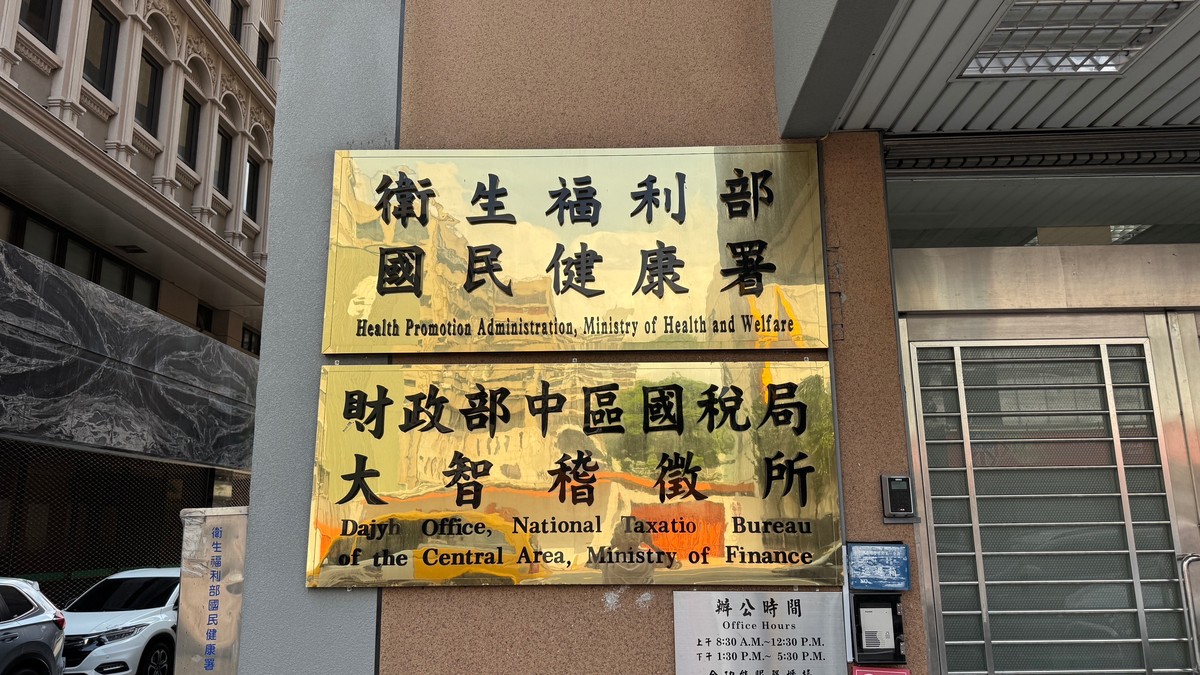 衛生福利部
國民健康署
Health Promotion Administration, Ministry of Health and Welfare
財政部中區國稅局
大智稽徵所
Dajyh Office, National Taxatio Bureau
of the Central Area, Ministry of Finance
辦公時間
Office Hours
上午 8:30 A.M.~12:30 P.M.
下午 1:30 P.M.~ 5:30 P.M.
衛生福利部國民健康署